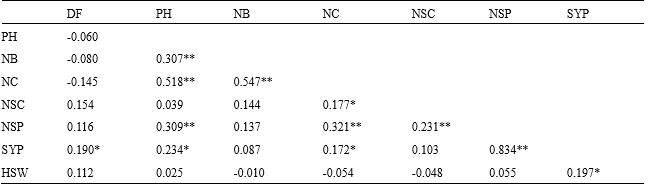 DF PH NB NC NSC NSP SYP
PH -0.060
NB -0.080 0.307**
NC -0.145 0.518** 0.547**
NSC 0.154 0.039 0.144 0.177*
NSP 0.116 0.309** 0.137 0.321** 0.231**
SYP 0.190* 0.234* 0.087 0.172* 0.103 0.834**
HSW 0.112 0.025 -0.010 -0.054 -0.048 0.055 0.197*